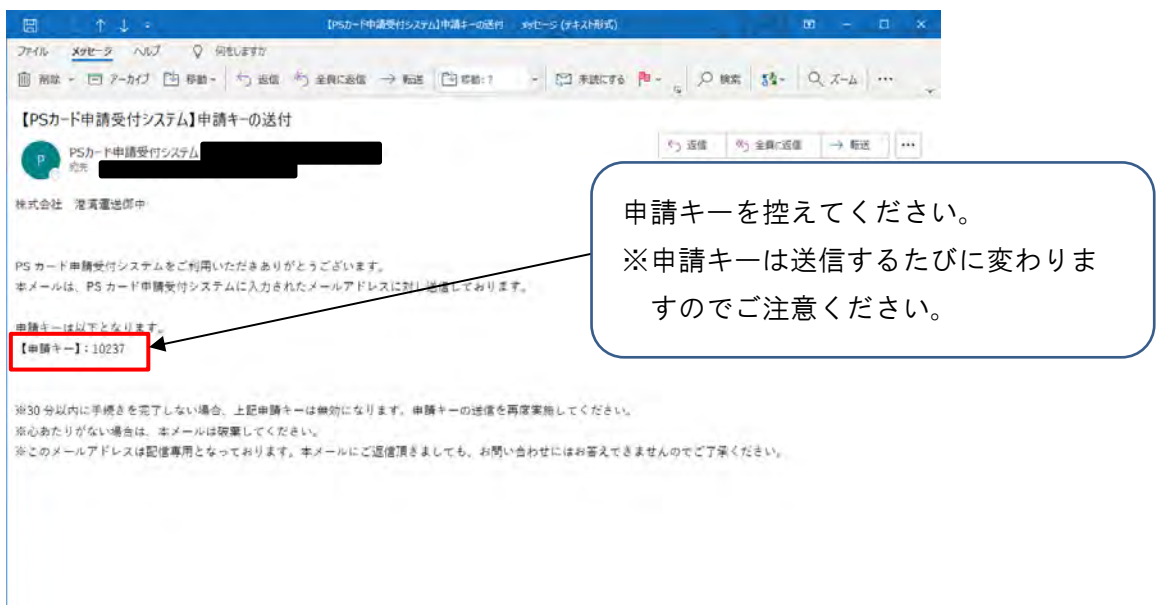 【PSカード申請受付システム】申請キーの送付 メッセージ (テキスト形式)
ファイル メッセージ ヘルプ 何をしますか
削除 アーカイブ 移動 返信 全員に返信 転送 移動: ? 未読にする 検索 ズーム
【PSカード申請受付システム】申請キーの送付
P
PSカード申請受付システム
宛先
返信 全員に返信 転送
株式会社 港湾運送御中
PS カード申請受付システムをご利用いただきありがとうございます。
本メールは、PS カード申請受付システムに入力されたメールアドレスに対し送信しております。
申請キーは以下となります。
【申請キー】：10237
申請キーを控えてください。
※申請キーは送信するたびに変わりま
すのでご注意ください。
※30 分以内に手続きを完了しない場合、上記申請キーは無効になります。申請キーの送信を再度実施してください。
※心あたりがない場合は、本メールは破棄してください。
※このメールアドレスは配信専用となっております。本メールにご返信頂きましても、お問い合わせにはお答えできませんのでご了承ください。